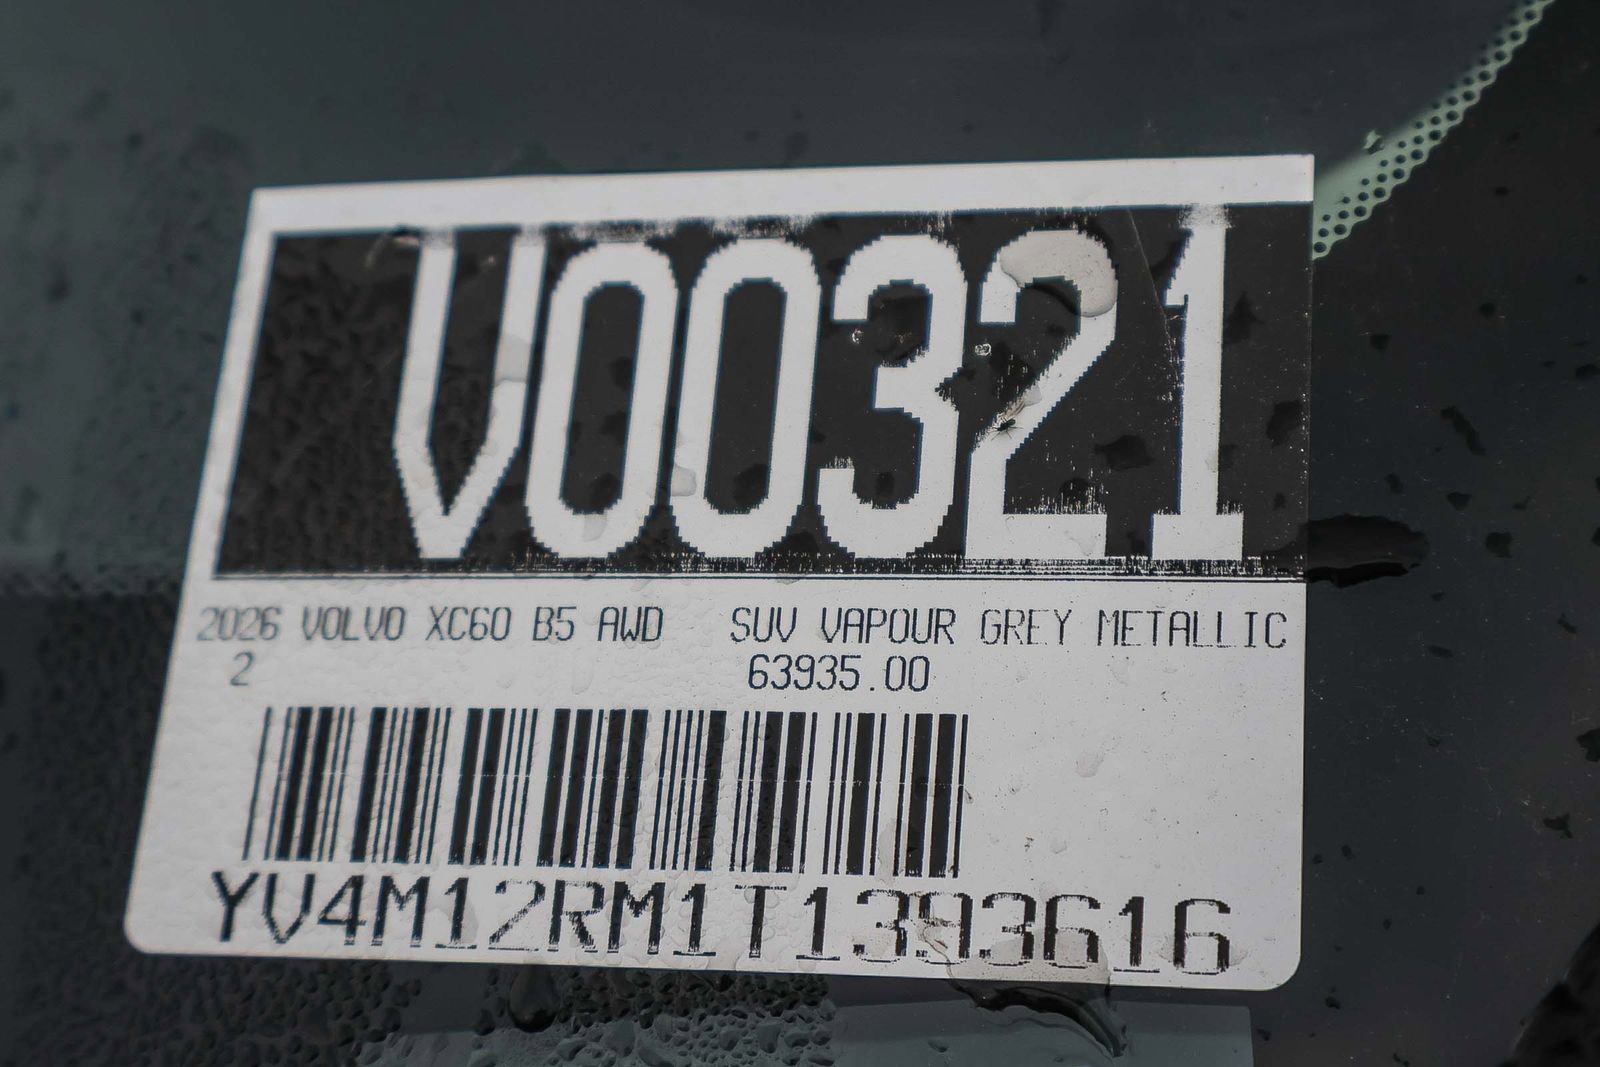 V00321
2026 VOLVO XC60 B5 AWD SUV VAPOUR GREY METALLIC
2 63935.00
YV4M12RM1T1393616